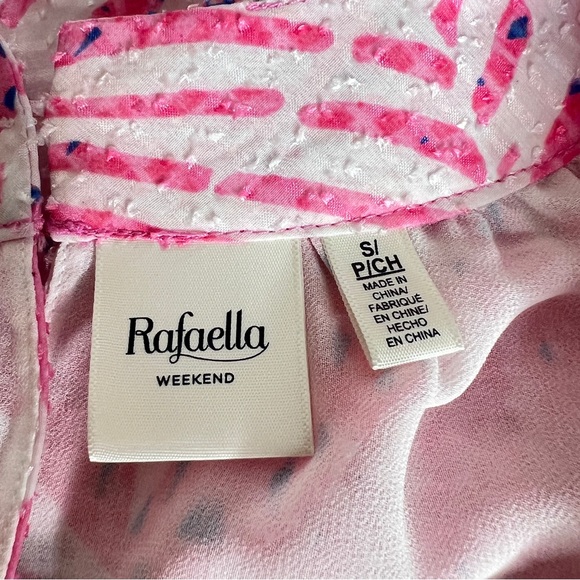 Rafaella
WEEKEND
S/
P/CH
MADE IN
CHINA/
FABRIQUÉ
EN CHINE/
HECHO
EN CHINA